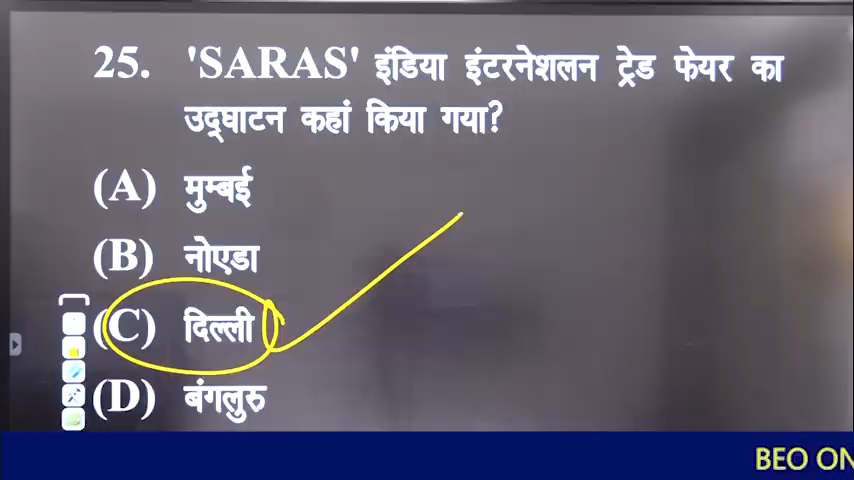 25. 'SARAS' इंडिया इंटरनेशलन ट्रेड फेयर का
उद्‌घाटन कहां किया गया?
(A) मुम्बई
(B) नोएडा
(C) दिल्ली
(D) बंगलुरु
BEO ON